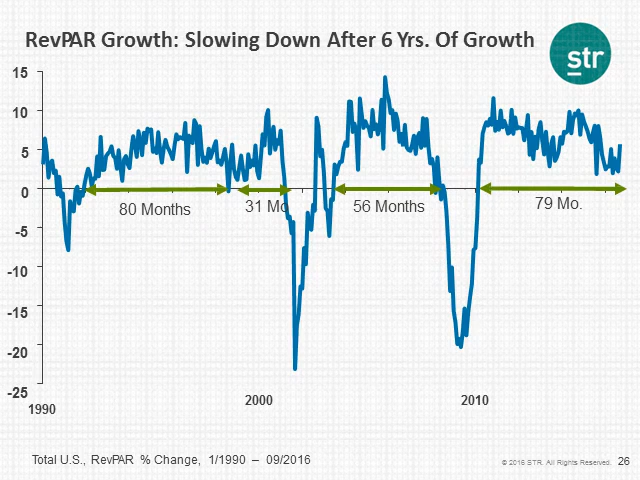 RevPAR Growth: Slowing Down After 6 Yrs. Of Growth
str
15
10
5
0
-5
-10
-15
-20
-25
80 Months
31 Mo
56 Months
79 Mo.
1990
2000
2010
Total U.S., RevPAR % Change, 1/1990 – 09/2016
© 2016 STR. All Rights Reserved. 26